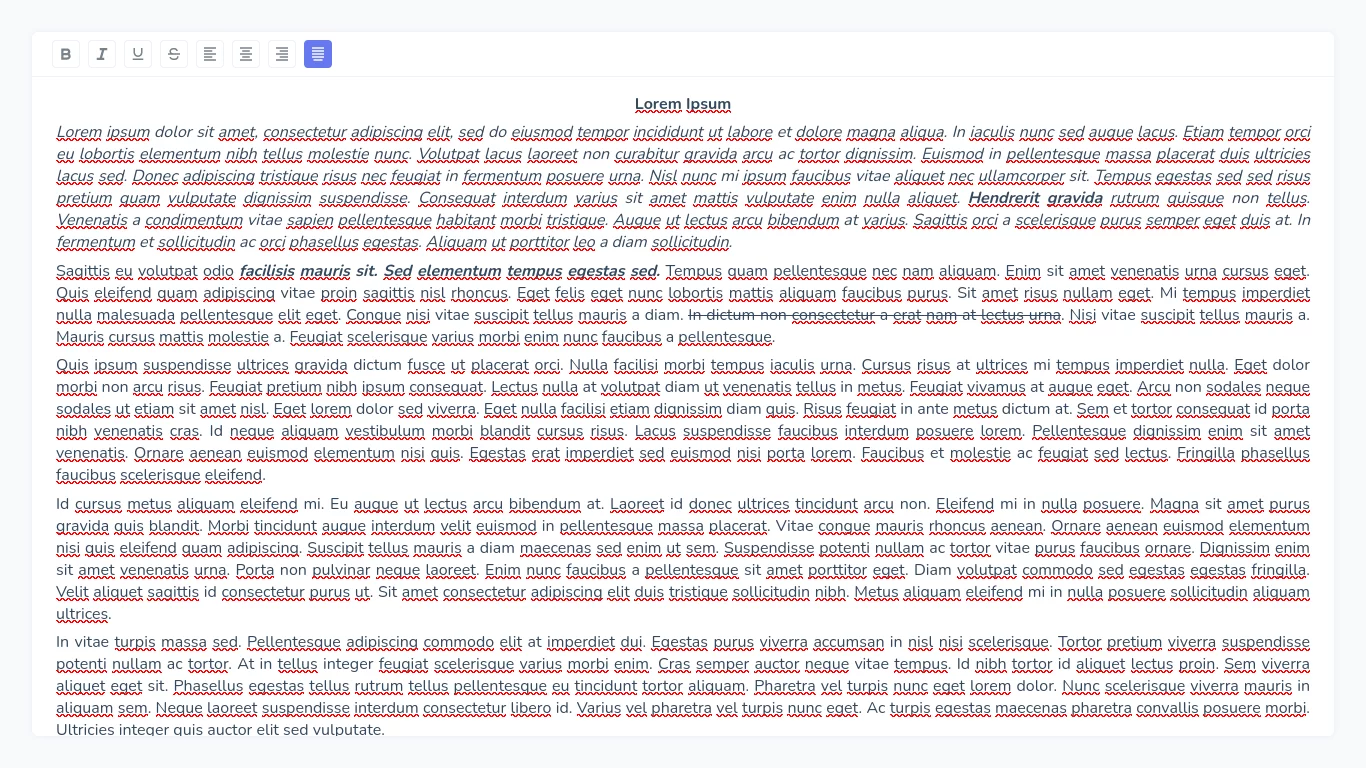 Lorem Ipsum
Lorem ipsum dolor sit amet, consectetur adipiscing elit, sed do eiusmod tempor incididunt ut labore et dolore magna aliqua. In iaculis nunc sed augue lacus. Etiam tempor orci
eu lobortis elementum nibh tellus molestie nunc. Volutpat lacus laoreet non curabitur gravida arcu ac tortor dignissim. Euismod in pellentesque massa placerat duis ultricies
lacus sed. Donec adipiscing tristique risus nec feugiat in fermentum posuere urna. Nisl nunc mi ipsum faucibus vitae aliquet nec ullamcorper sit. Tempus egestas sed sed risus
pretium quam vulputate dignissim suspendisse. Consequat interdum varius sit amet mattis vulputate enim nulla aliquet. Hendrerit gravida rutrum quisque non tellus.
Venenatis a condimentum vitae sapien pellentesque habitant morbi tristique. Augue ut lectus arcu bibendum at varius. Sagittis orci a scelerisque purus semper eget duis at. In
fermentum et sollicitudin ac orci phasellus egestas. Aliquam ut porttitor leo a diam sollicitudin.
Sagittis eu volutpat odio facilisis mauris sit. Sed elementum tempus egestas sed. Tempus quam pellentesque nec nam aliquam. Enim sit amet venenatis urna cursus eget.
Quis eleifend quam adipiscing vitae proin sagittis nisl rhoncus. Eget felis eget nunc lobortis mattis aliquam faucibus purus. Sit amet risus nullam eget. Mi tempus imperdiet
nulla malesuada pellentesque elit eget. Congue nisi vitae suscipit tellus mauris a diam. In dictum non consectetur a erat nam at lectus urna. Nisi vitae suscipit tellus mauris a.
Mauris cursus mattis molestie a. Feugiat scelerisque varius morbi enim nunc faucibus a pellentesque.
Quis ipsum suspendisse ultrices gravida dictum fusce ut placerat orci. Nulla facilisi morbi tempus iaculis urna. Cursus risus at ultrices mi tempus imperdiet nulla. Eget dolor
morbi non arcu risus. Feugiat pretium nibh ipsum consequat. Lectus nulla at volutpat diam ut venenatis tellus in metus. Feugiat vivamus at augue eget. Arcu non sodales neque
sodales ut etiam sit amet nisl. Eget lorem dolor sed viverra. Eget nulla facilisi etiam dignissim diam quis. Risus feugiat in ante metus dictum at. Sem et tortor consequat id porta
nibh venenatis cras. Id neque aliquam vestibulum morbi blandit cursus risus. Lacus suspendisse faucibus interdum posuere lorem. Pellentesque dignissim enim sit amet
venenatis. Ornare aenean euismod elementum nisi quis. Egestas erat imperdiet sed euismod nisi porta lorem. Faucibus et molestie ac feugiat sed lectus. Fringilla phasellus
faucibus scelerisque eleifend.
Id cursus metus aliquam eleifend mi. Eu augue ut lectus arcu bibendum at. Laoreet id donec ultrices tincidunt arcu non. Eleifend mi in nulla posuere. Magna sit amet purus
gravida quis blandit. Morbi tincidunt augue interdum velit euismod in pellentesque massa placerat. Vitae congue mauris rhoncus aenean. Ornare aenean euismod elementum
nisi quis eleifend quam adipiscing. Suscipit tellus mauris a diam maecenas sed enim ut sem. Suspendisse potenti nullam ac tortor vitae purus faucibus ornare. Dignissim enim
sit amet venenatis urna. Porta non pulvinar neque laoreet. Enim nunc faucibus a pellentesque sit amet porttitor eget. Diam volutpat commodo sed egestas egestas fringilla.
Velit aliquet sagittis id consectetur purus ut. Sit amet consectetur adipiscing elit duis tristique sollicitudin nibh. Metus aliquam eleifend mi in nulla posuere sollicitudin aliquam
ultrices.
In vitae turpis massa sed. Pellentesque adipiscing commodo elit at imperdiet dui. Egestas purus viverra accumsan in nisl nisi scelerisque. Tortor pretium viverra suspendisse
potenti nullam ac tortor. At in tellus integer feugiat scelerisque varius morbi enim. Cras semper auctor neque vitae tempus. Id nibh tortor id aliquet lectus proin. Sem viverra
aliquet eget sit. Phasellus egestas tellus rutrum tellus pellentesque eu tincidunt tortor aliquam. Pharetra vel turpis nunc eget lorem dolor. Nunc scelerisque viverra mauris in
aliquam sem. Neque laoreet suspendisse interdum consectetur libero id. Varius vel pharetra vel turpis nunc eget. Ac turpis egestas maecenas pharetra convallis posuere morbi.
Ultricies integer quis auctor elit sed vulputate.